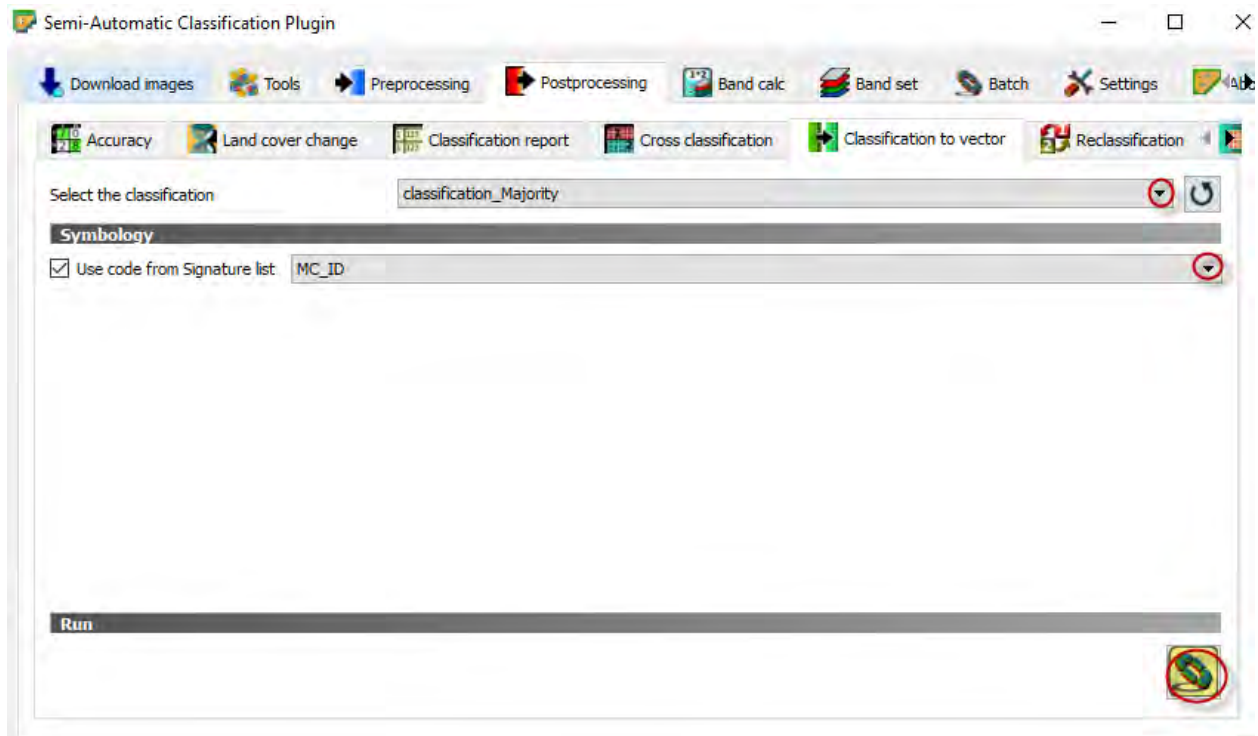 Semi-Automatic Classification Plugin
Download images Tools Preprocessing Postprocessing Band calc Band set Batch Settings
Accuracy Land cover change Classification report Cross classification Classification to vector Reclassification
Select the classification classification_Majority
Symbology
Use code from Signature list MC_ID
Run